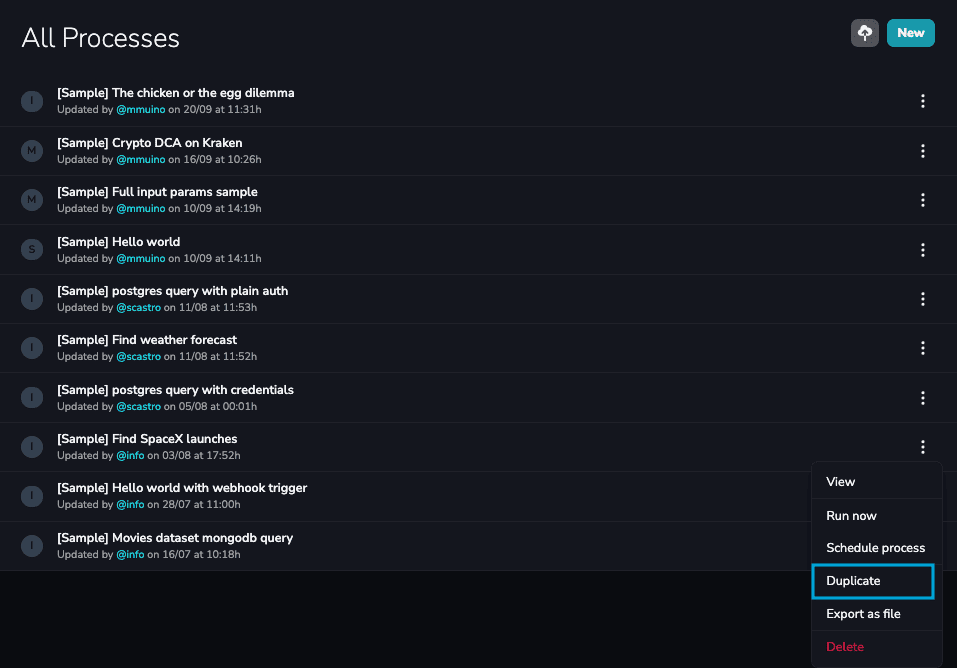 All Processes
New
I
[Sample] The chicken or the egg dilemma
Updated by @mmuino on 20/09 at 11:31h
M
[Sample] Crypto DCA on Kraken
Updated by @mmuino on 16/09 at 10:26h
M
[Sample] Full input params sample
Updated by @mmuino on 10/09 at 14:19h
S
[Sample] Hello world
Updated by @mmuino on 10/09 at 14:11h
I
[Sample] postgres query with plain auth
Updated by @scastro on 11/08 at 11:53h
I
[Sample] Find weather forecast
Updated by @scastro on 11/08 at 11:52h
I
[Sample] postgres query with credentials
Updated by @scastro on 05/08 at 00:01h
I
[Sample] Find SpaceX launches
Updated by @info on 03/08 at 17:52h
I
[Sample] Hello world with webhook trigger
Updated by @info on 28/07 at 11:00h
I
[Sample] Movies dataset mongodb query
Updated by @info on 16/07 at 10:18h
View
Run now
Schedule process
Duplicate
Export as file
Delete